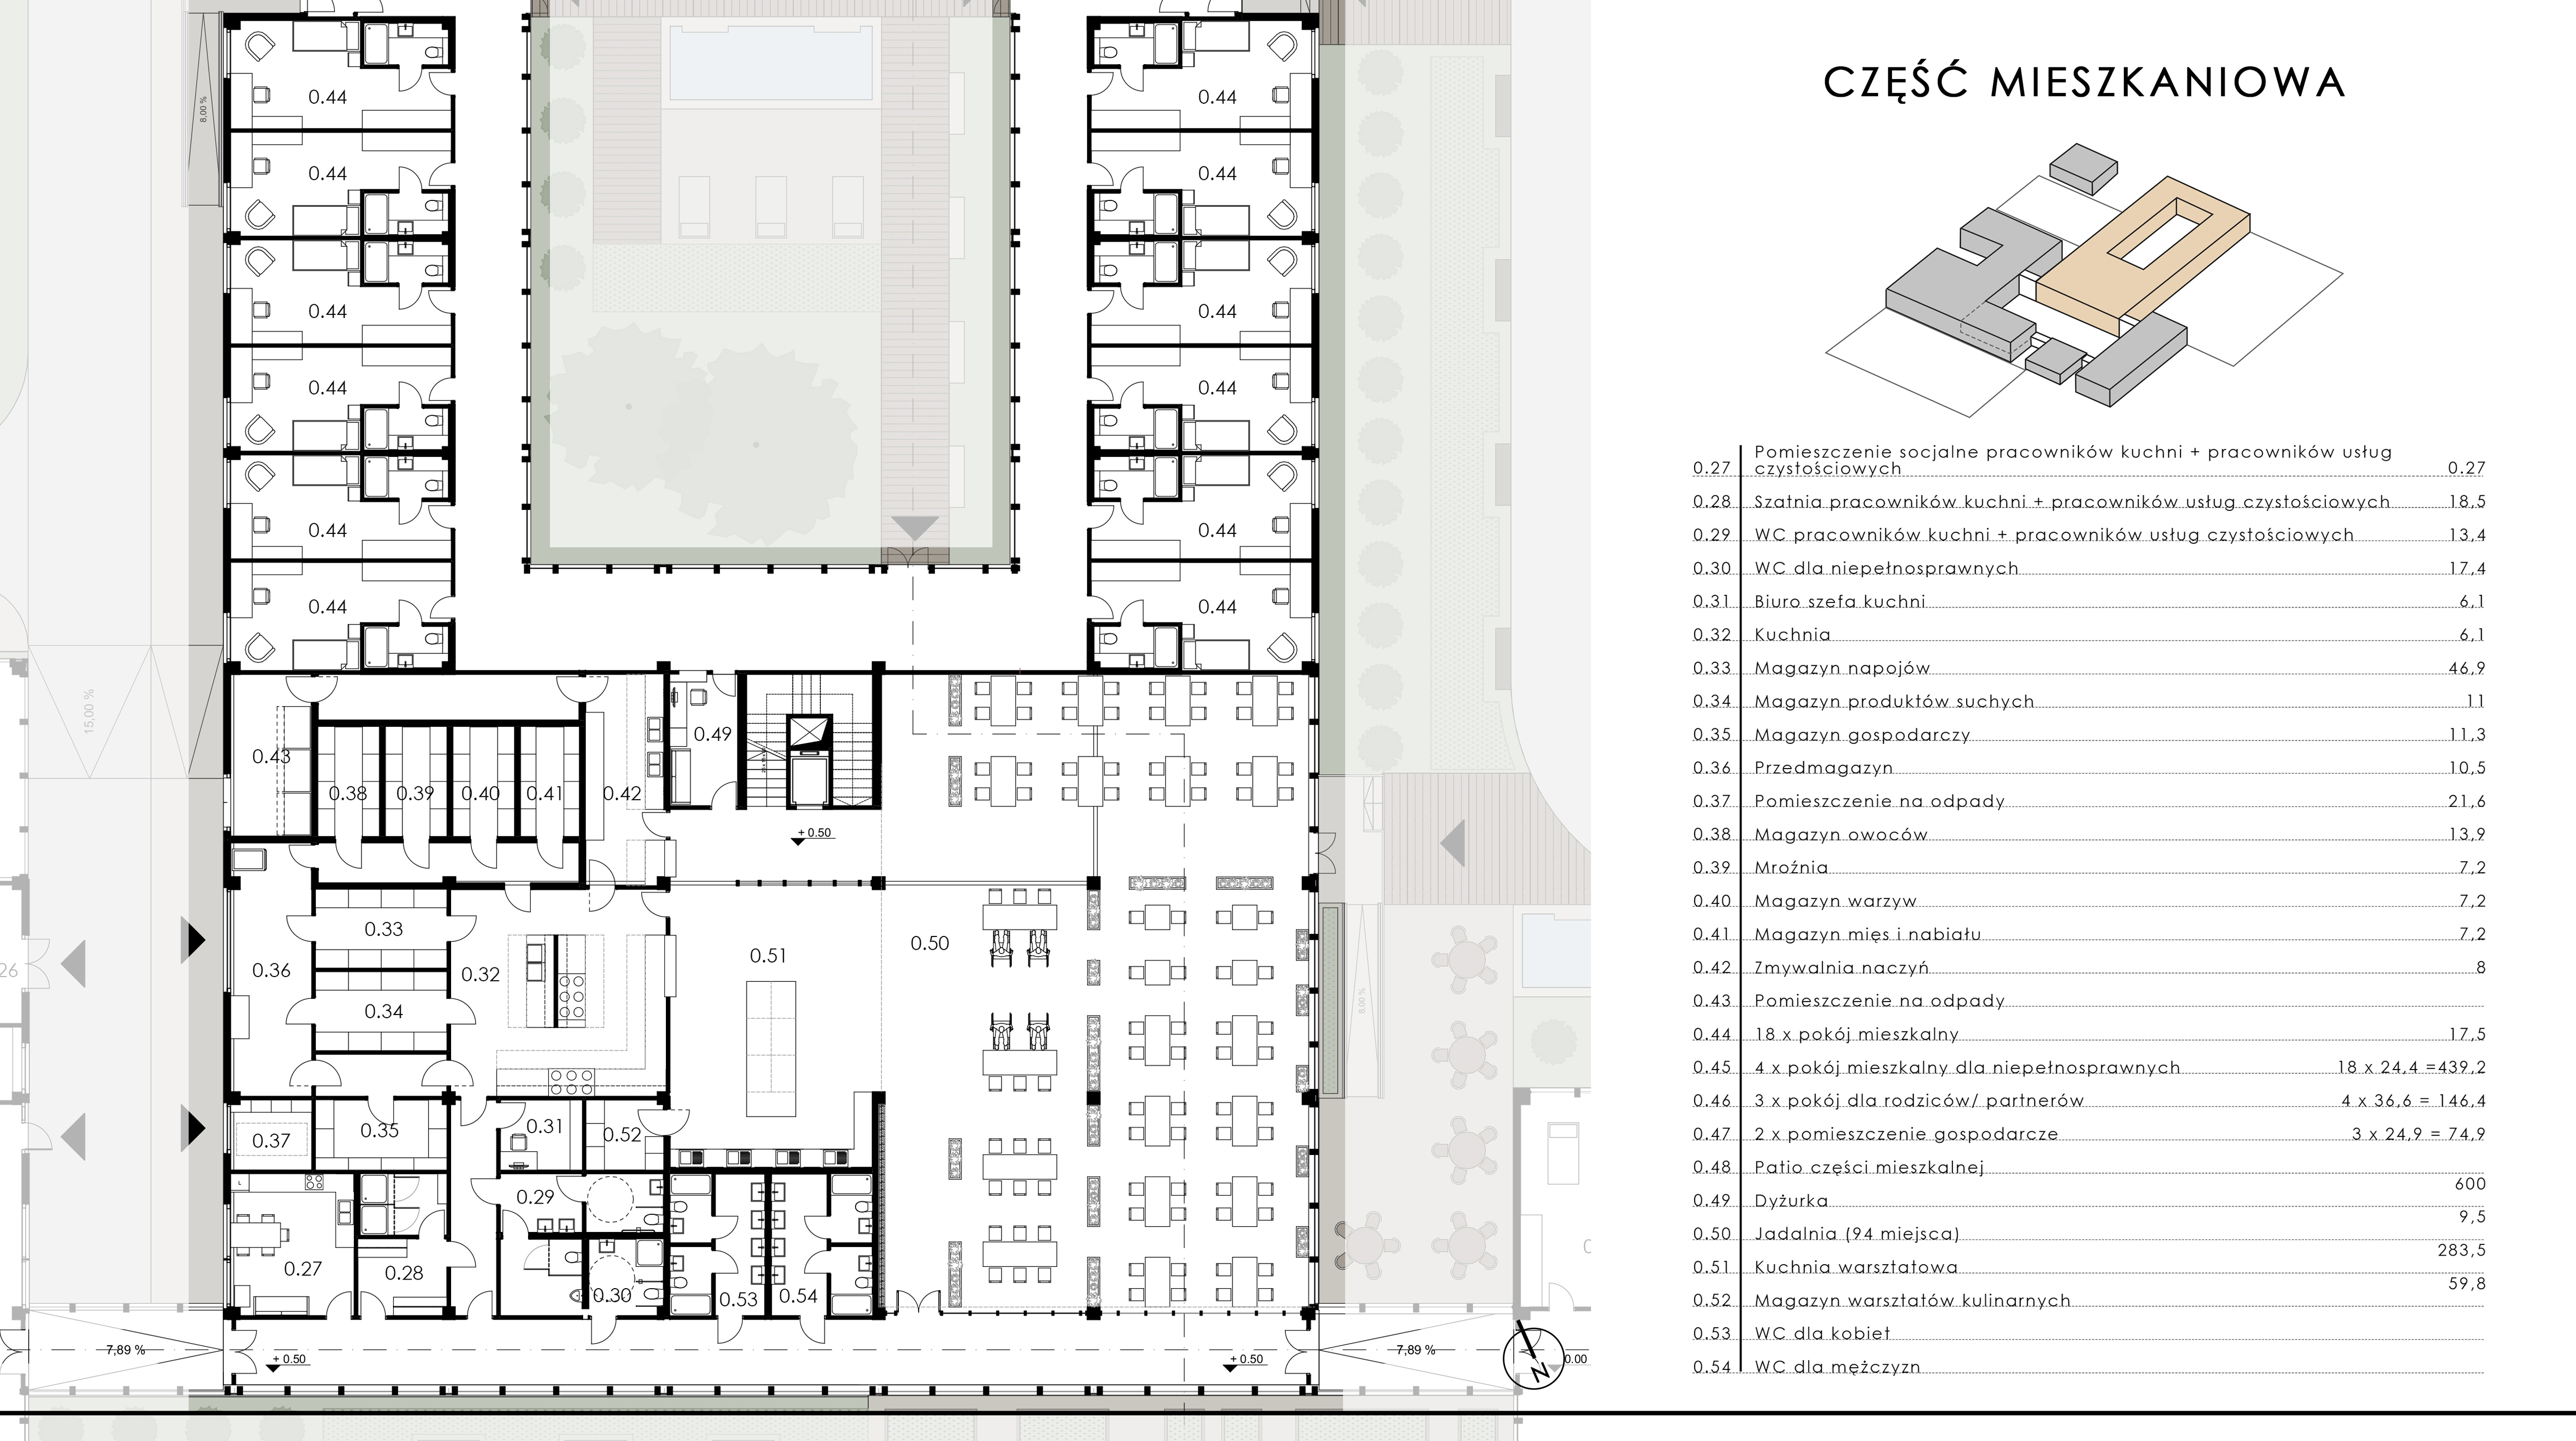 CZĘŚĆ MIESZKANIOWA
0.27 Pomieszczenie socjalne pracowników kuchni + pracowników usług
czystościowych 0.27
0.28 Szatnia pracowników kuchni + pracowników usług czystościowych 18,5
0.29 WC pracowników kuchni + pracowników usług czystościowych 13,4
0.30 WC dla niepełnosprawnych 17,4
0.31 Biuro szefa kuchni 6,1
0.32 Kuchnia 6,1
0.33 Magazyn napojów 46,9
0.34 Magazyn produktów suchych 11
0.35 Magazyn gospodarczy 11,3
0.36 Przedmagazyn 10,5
0.37 Pomieszczenie na odpady 21,6
0.38 Magazyn owoców 13,9
0.39 Mroźnia 7,2
0.40 Magazyn warzyw 7,2
0.41 Magazyn mięs i nabiału 7,2
0.42 Zmywalnia naczyń 8
0.43 Pomieszczenie na odpady
0.44 18 x pokój mieszkalny 17,5
0.45 4 x pokój mieszkalny dla niepełnosprawnych 18 x 24,4 =439,2
0.46 3 x pokój dla rodziców/ partnerów 4 x 36,6 = 146,4
0.47 2 x pomieszczenie gospodarcze 3 x 24,9 = 74,9
0.48 Patio części mieszkalnej
600
0.49 Dyżurka
9,5
0.50 Jadalnia (94 miejsca)
283,5
0.51 Kuchnia warsztatowa
59,8
0.52 Magazyn warsztatów kulinarnych
0.53 WC dla kobiet
0.54 WC dla mężczyzn
8,00 %
0.44 0.44
0.44 0.44
0.44 0.44
0.44 0.44
0.44 0.44
0.44 0.44
15,00 %
0.49
0.43
0.38 0.39 0.40 0.41 0.42
+ 0.50
0.33
0.50
0.51
26 0.36 0.32
8,00 %
0.34
0.31
0.35 0.52
0.37
0.29
0.27 0.28
0.30 0.53 0.54
7,89 % 7,89 %
+ 0.50 + 0.50 0.00
N